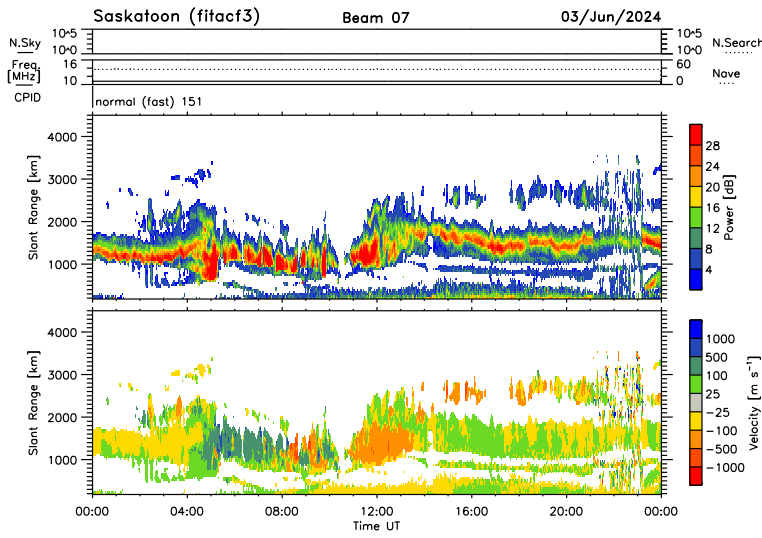 Saskatoon (fitacf3) Beam 07 03/Jun/2024
N.Sky 10^5 10^0 10^5 10^0 N.Search
Freq. [MHz] 16 10 60 0 Nave
CPID normal (fast) 151
Slant Range [km] 4000 3000 2000 1000
Power [dB] 28 24 20 16 12 8 4
Slant Range [km] 4000 3000 2000 1000
Velocity [m s⁻¹] 1000 500 100 25 -25 -100 -500 -1000
00:00 04:00 08:00 12:00 16:00 20:00 00:00
Time UT